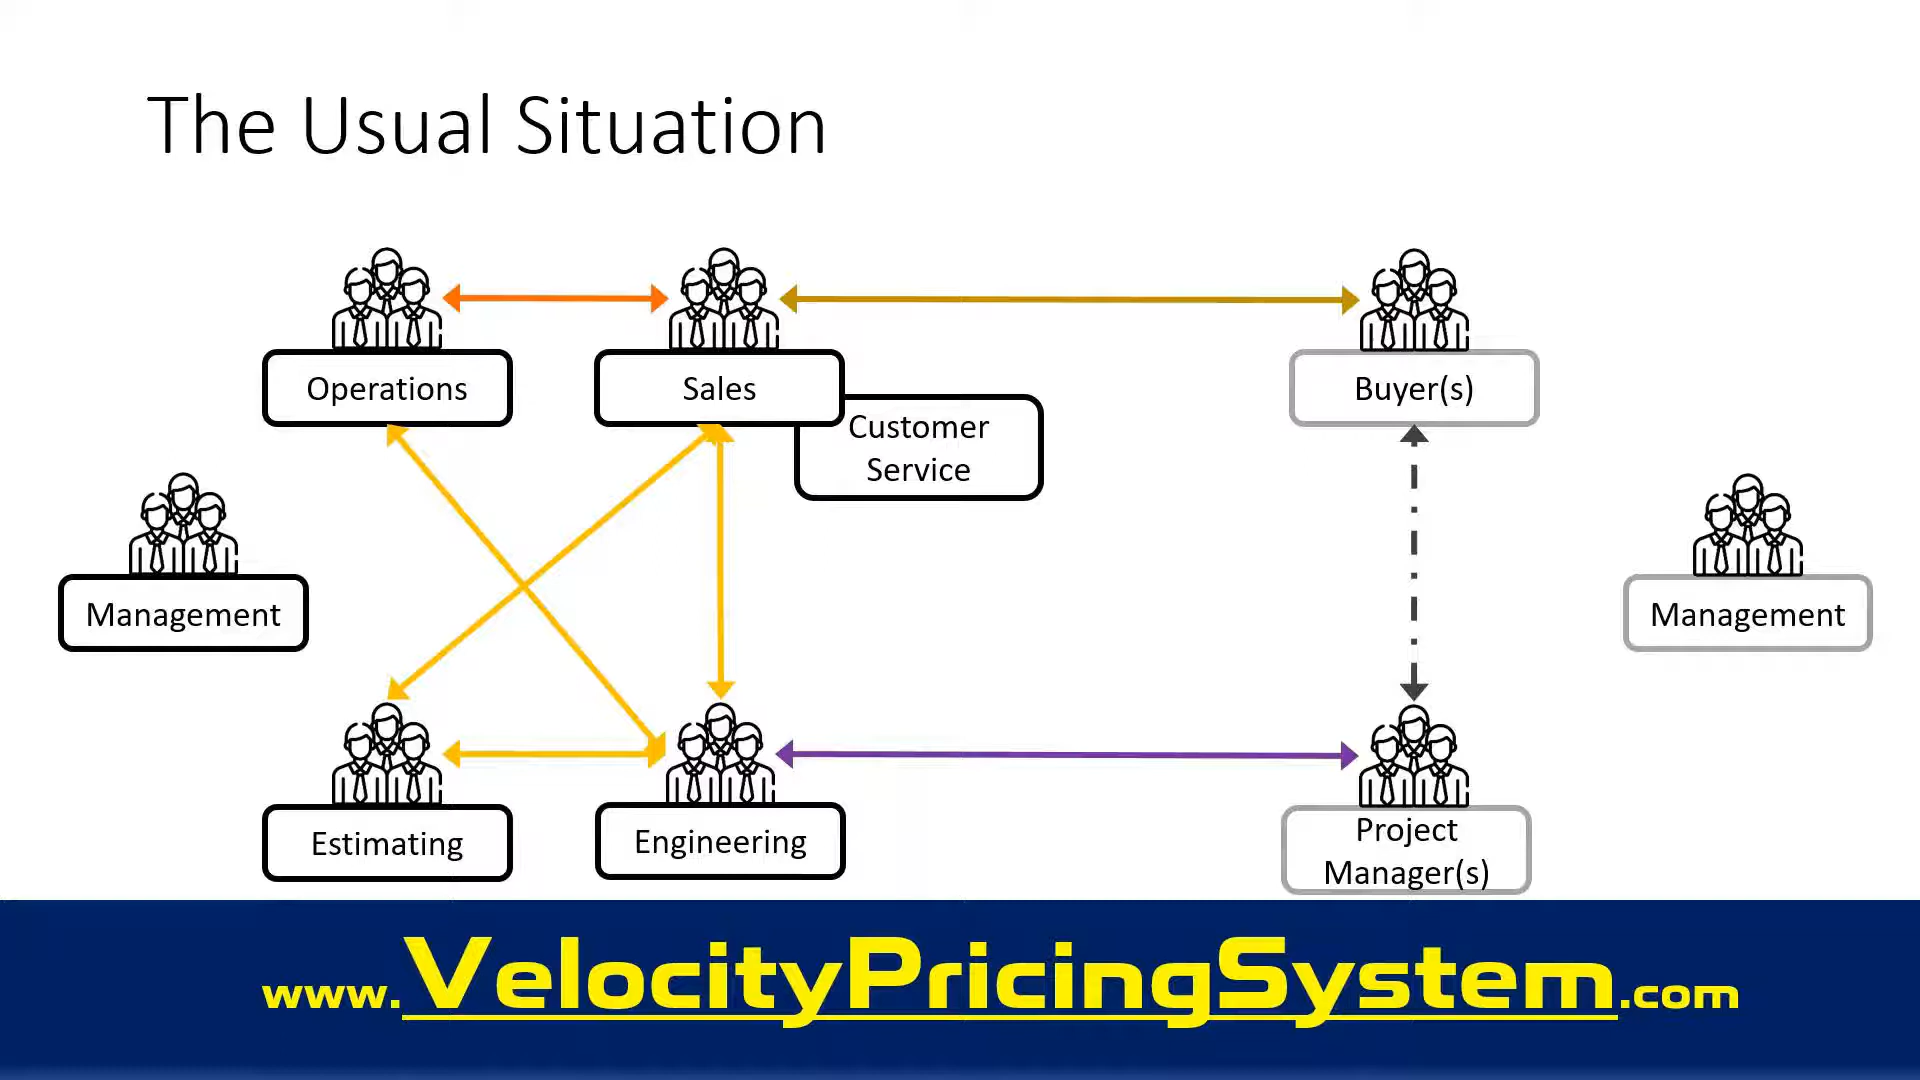 The Usual Situation
Operations
Sales
Customer
Service
Buyer(s)
Management
Management
Estimating
Engineering
Project
Manager(s)
www.VelocityPricingSystem.com